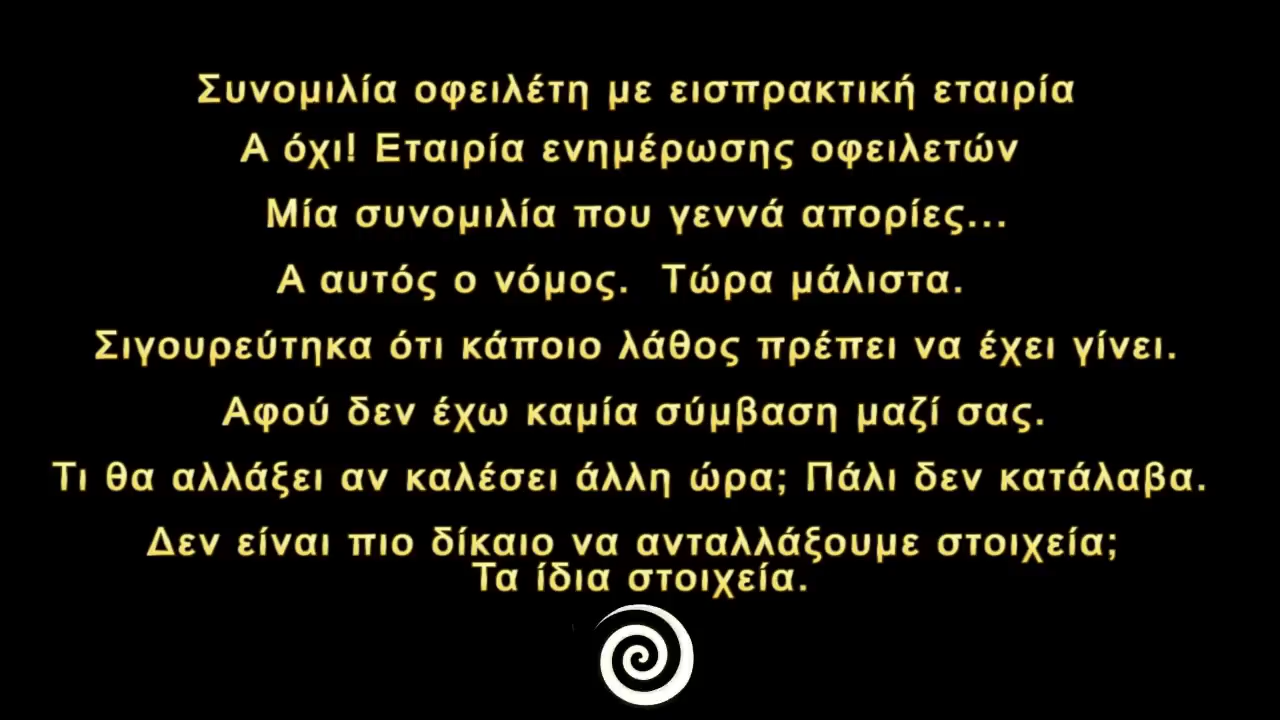 Συνομιλία οφειλέτη με εισπρακτική εταιρία
Α όχι! Εταιρία ενημέρωσης οφειλετών
Μία συνομιλία που γεννά απορίες...
Α αυτός ο νόμος. Τώρα μάλιστα.
Σιγουρεύτηκα ότι κάποιο λάθος πρέπει να έχει γίνει.
Αφού δεν έχω καμία σύμβαση μαζί σας.
Τι θα αλλάξει αν καλέσει άλλη ώρα; Πάλι δεν κατάλαβα.
Δεν είναι πιο δίκαιο να ανταλλάξουμε στοιχεία;
Τα ίδια στοιχεία.